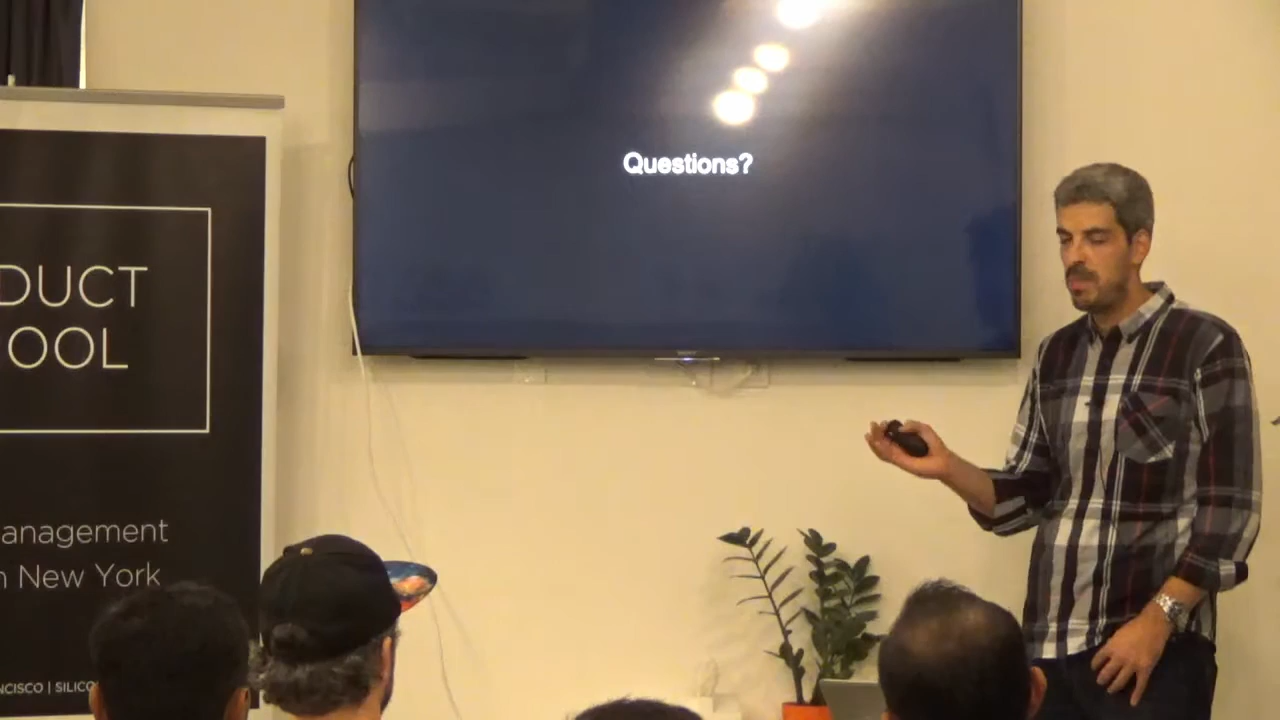 Questions?
DUCT
OOL
anagement
n New York
NCISCO | SILICO